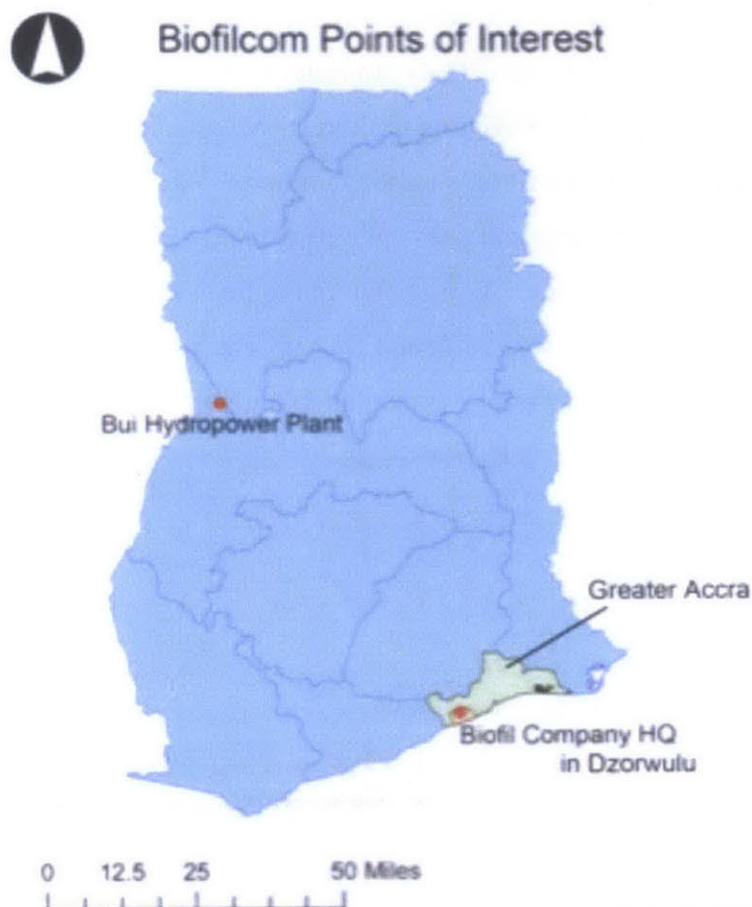 Biofilcom Points of Interest
Bui Hydropower Plant
Greater Accra
Biofil Company HQ
in Dzorwulu
0 12.5 25 50 Miles